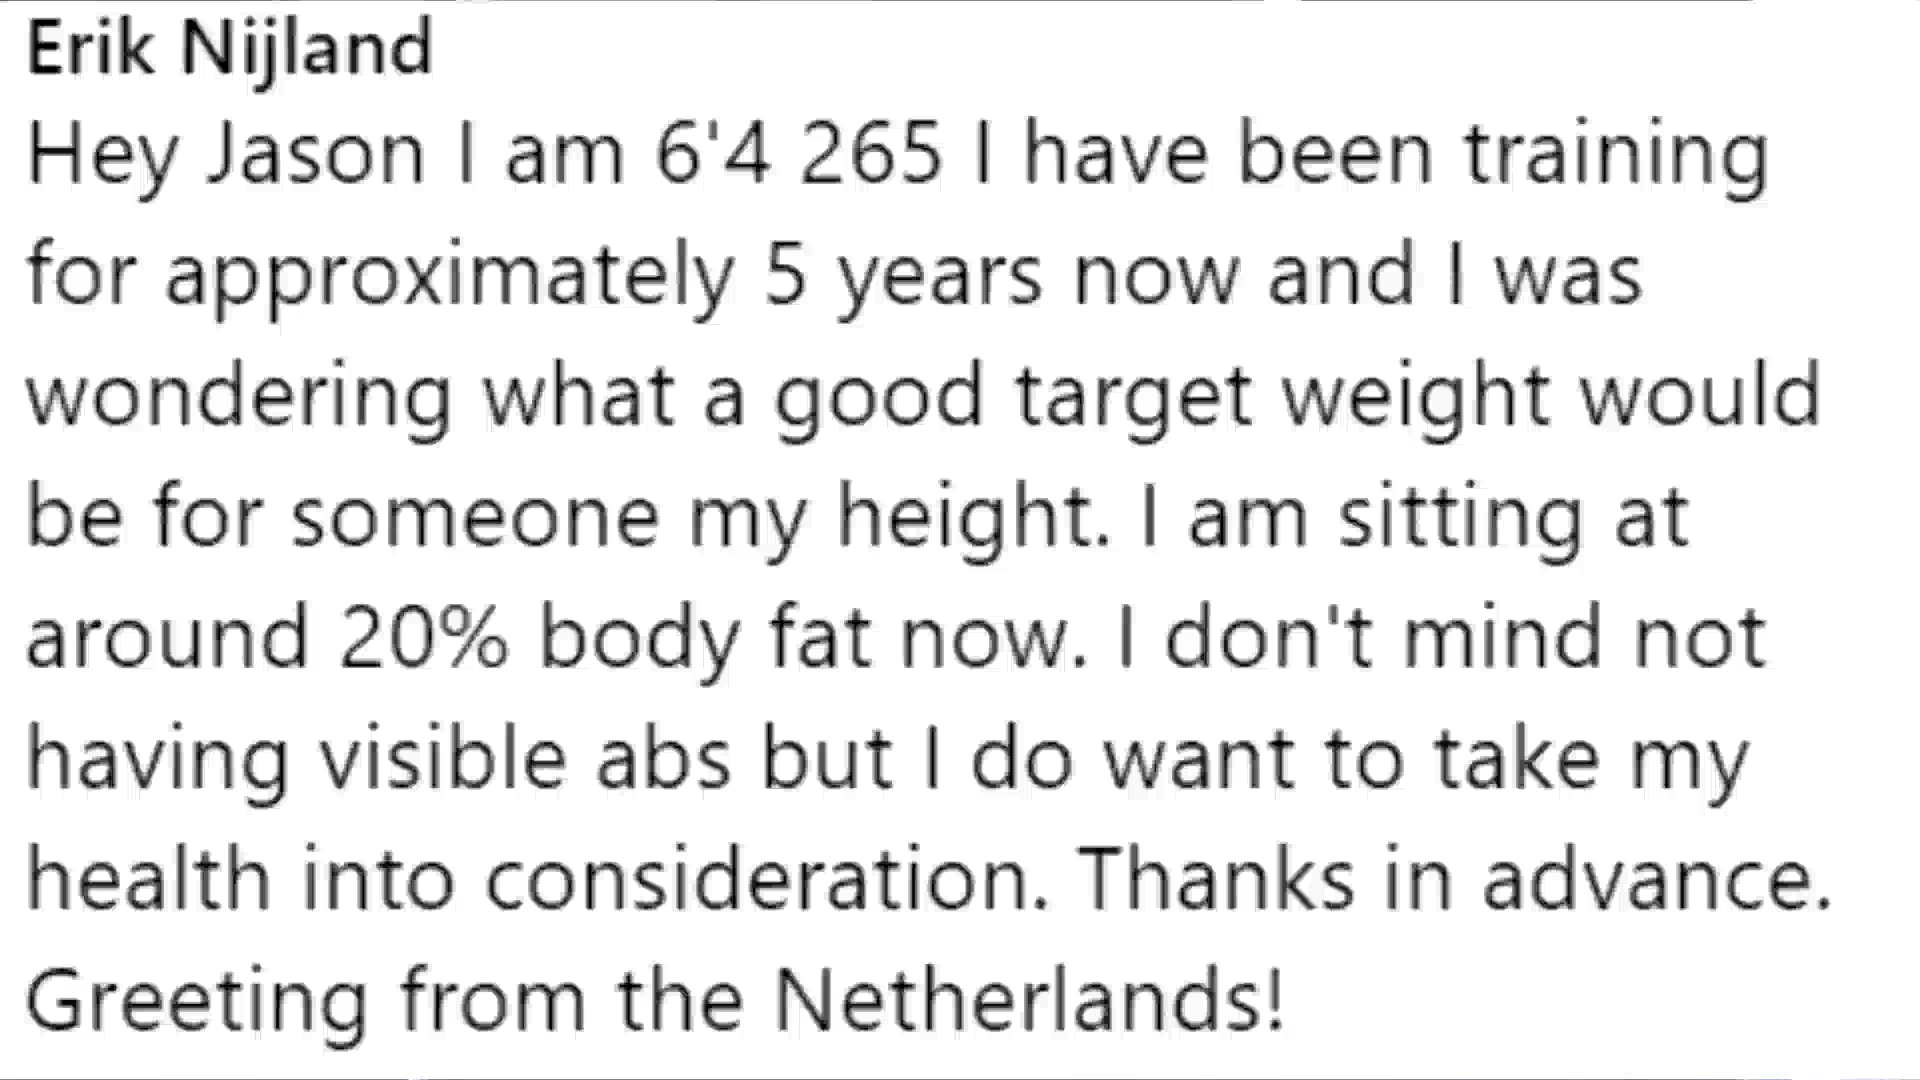 Erik Nijland
Hey Jason I am 6'4 265 I have been training
for approximately 5 years now and I was
wondering what a good target weight would
be for someone my height. I am sitting at
around 20% body fat now. I don't mind not
having visible abs but I do want to take my
health into consideration. Thanks in advance.
Greeting from the Netherlands!